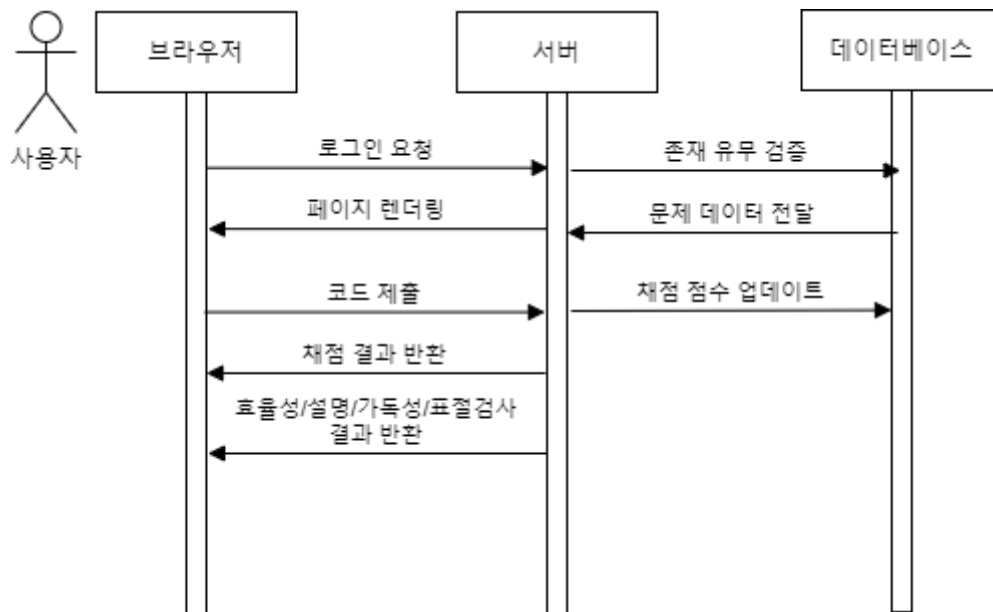 브라우저
서버
데이터베이스
사용자
로그인 요청
존재 유무 검증
페이지 렌더링
문제 데이터 전달
코드 제출
채점 점수 업데이트
채점 결과 반환
효율성/설명/가독성/표절검사
결과 반환